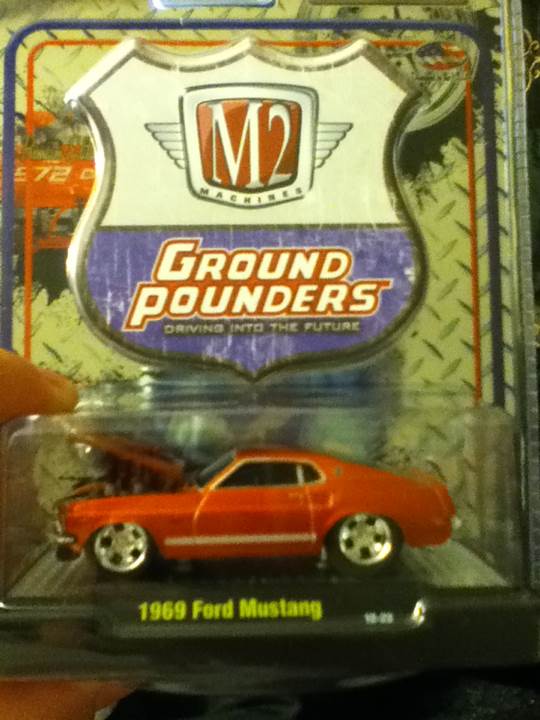 M2
MACHINES
GROUND
POUNDERS
DRIVING INTO THE FUTURE
1969 Ford Mustang